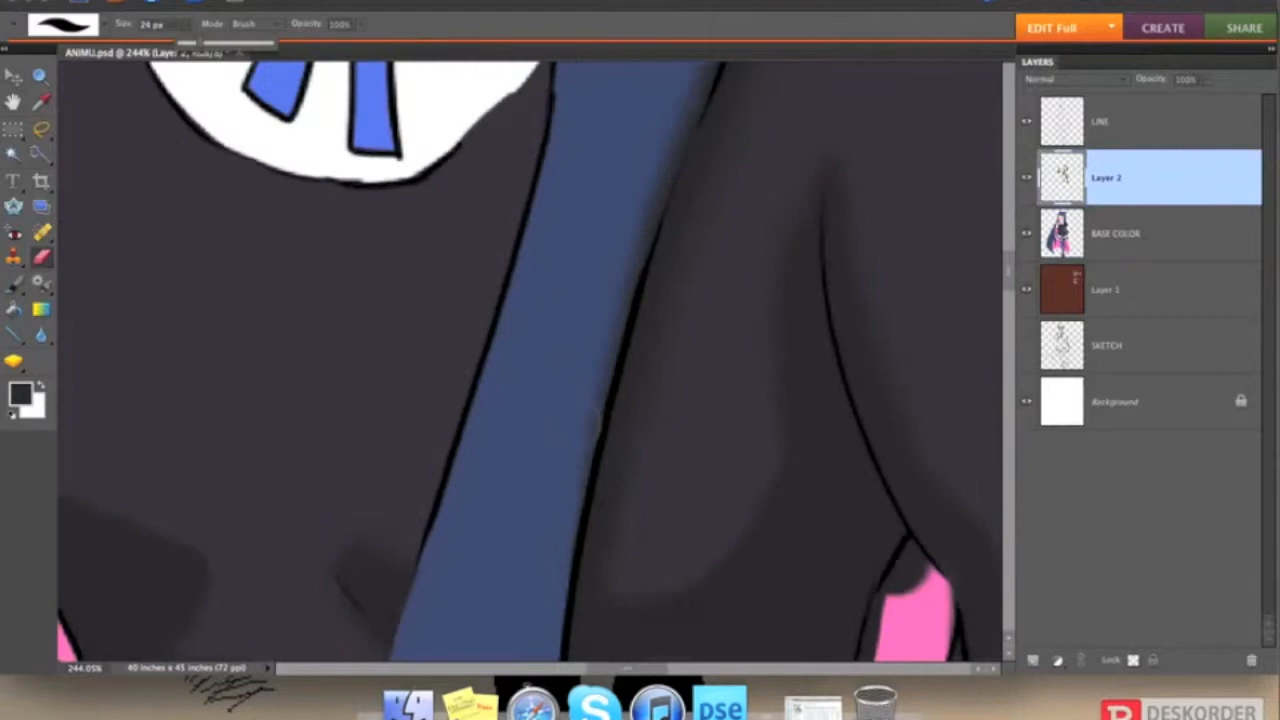 Size: 24 px Mode Brush Opacity: 100%
EDIT Full CREATE SHARE
ANIMU.psd @ 244% (Layer 2, RGB/8)
LAYERS
Normal Opacity: 100%
LINE
Layer 2
BASE COLOR
Layer 1
SKETCH
Background
244.05% 40 inches x 45 inches (72 ppi)
Lock
pse
DESKORDER